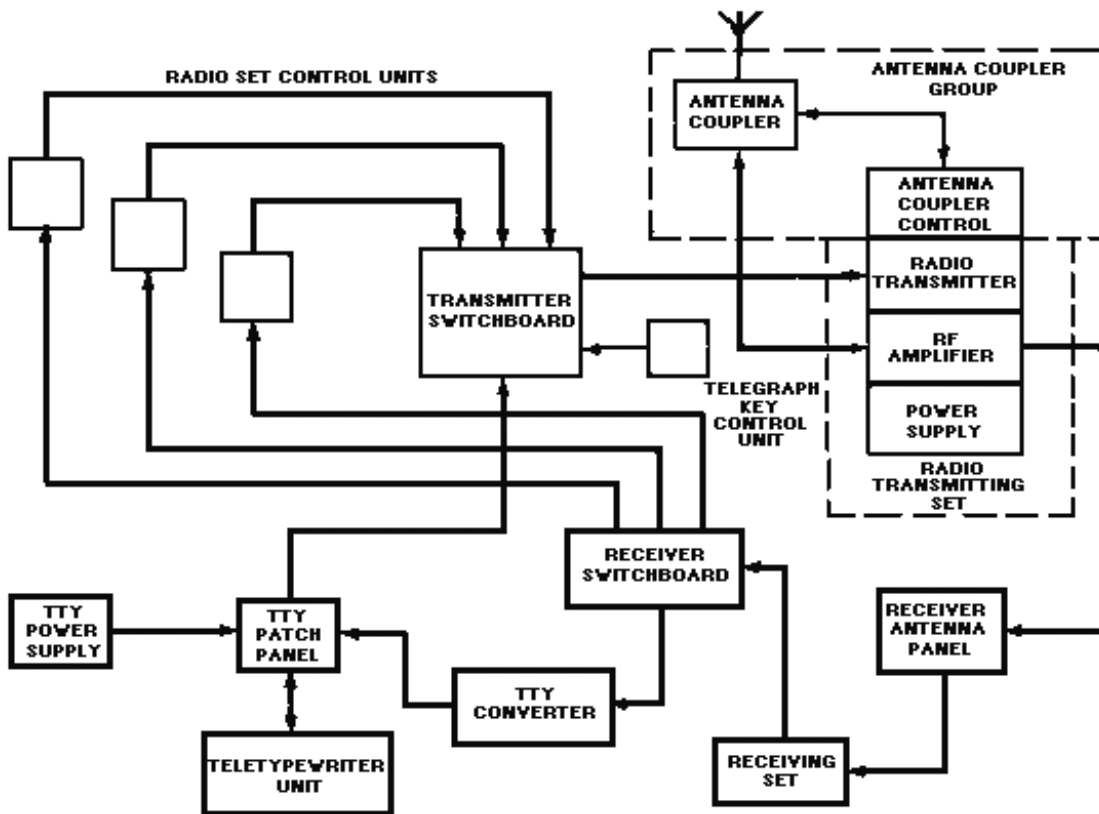 RADIO SET CONTROL UNITS
ANTENNA COUPLER
GROUP
ANTENNA
COUPLER
ANTENNA
COUPLER
CONTROL
RADIO
TRANSMITTER
RF
AMPLIFIER
POWER
SUPPLY
RADIO
TRANSMITTING
SET
TRANSMITTER
SWITCHBOARD
TELEGRAPH
KEY
CONTROL
UNIT
RECEIVER
SWITCHBOARD
RECEIVER
ANTENNA
PANEL
TTY
POWER
SUPPLY
TTY
PATCH
PANEL
TTY
CONVERTER
RECEIVING
SET
TELETYPEWRITER
UNIT